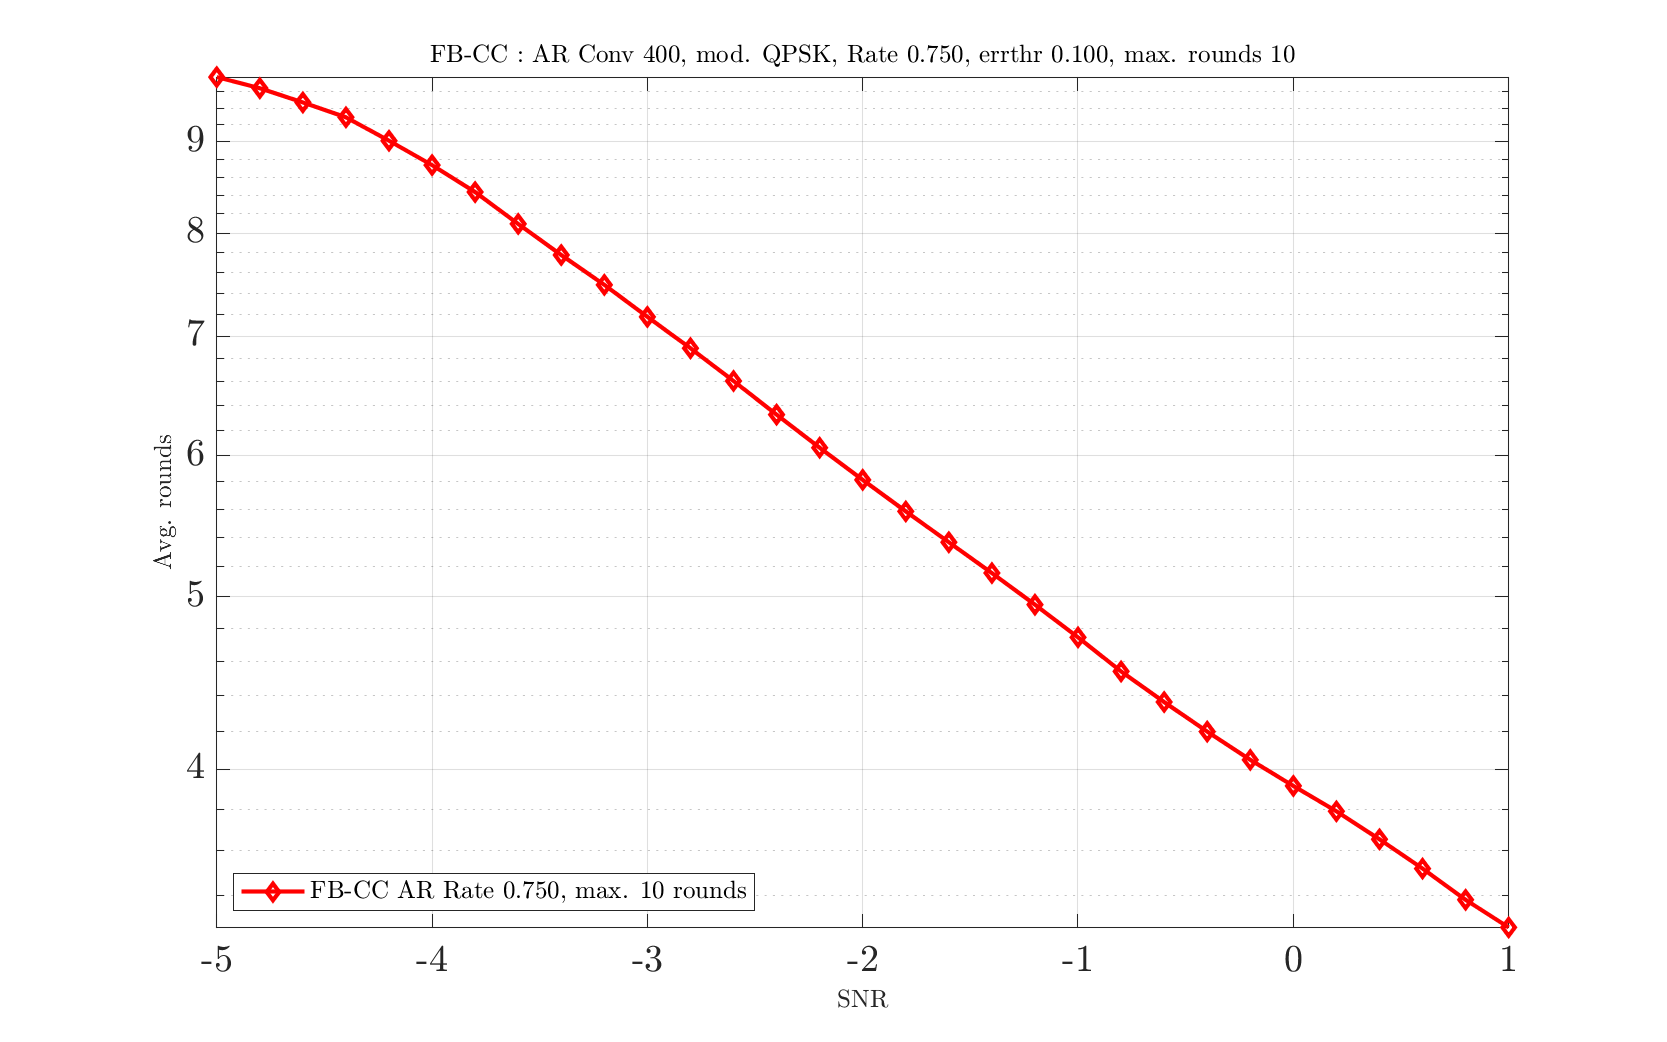 FB-CC : AR Conv 400, mod. QPSK, Rate 0.750, errthr 0.100, max. rounds 10
9
8
7
6
5
4
Avg. rounds
FB-CC AR Rate 0.750, max. 10 rounds
-5 -4 -3 -2 -1 0 1
SNR